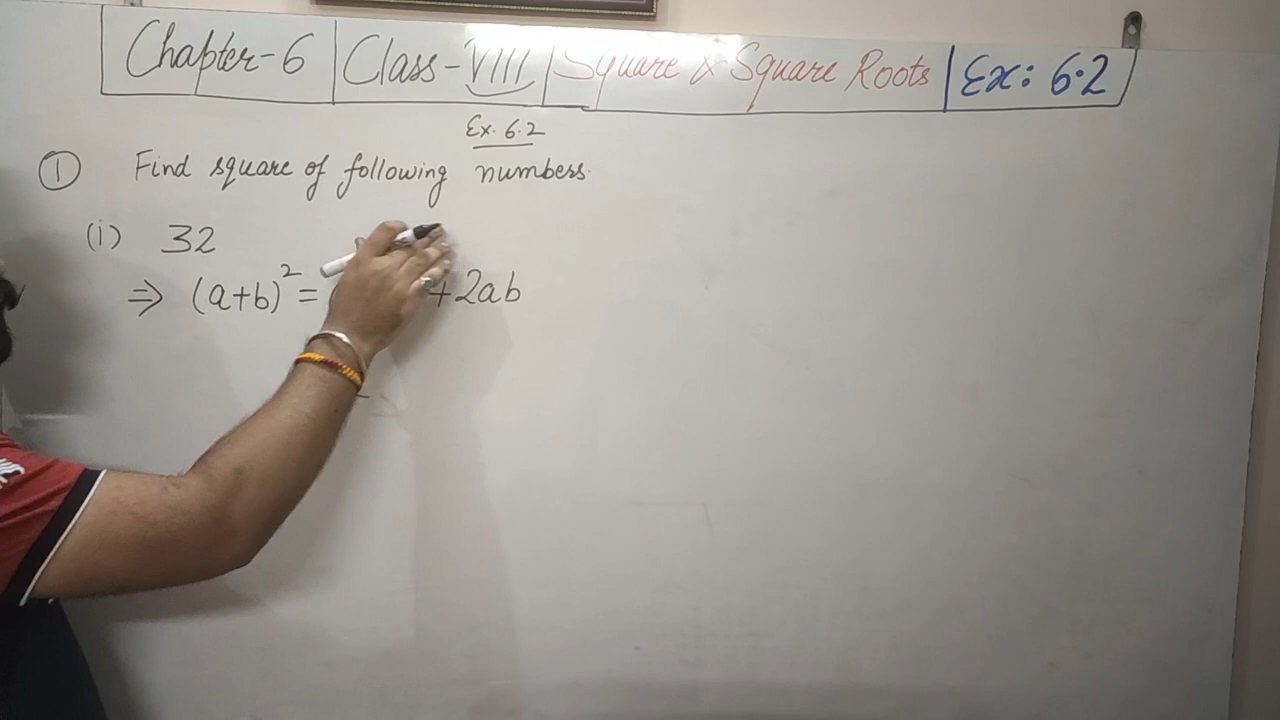 Chapter-6 | Class-VIII | Square & Square Roots | Ex: 6.2
Ex. 6.2
① Find square of following numbers.
(i) 32
⇒ (a+b)² = +2ab